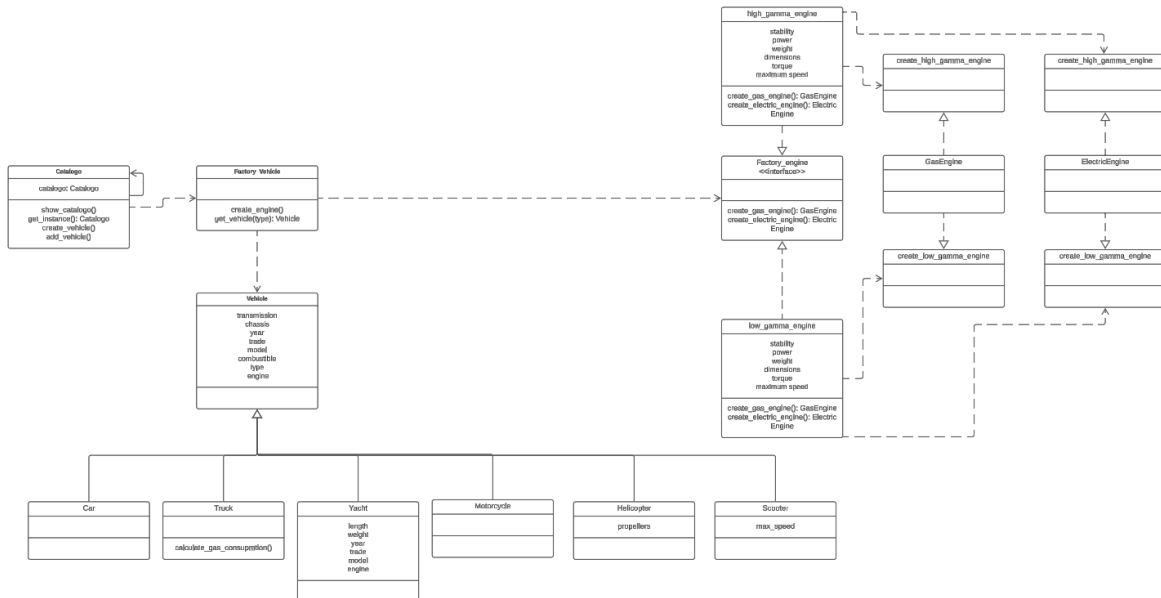 high_gamma_engine
stability
power
weight
dimensions
torque
maximum speed
create_gas_engine(): GasEngine
create_electric_engine(): Electric
Engine
create_high_gamma_engine
create_high_gamma_engine
Catalogo
catalogo: Catalogo
show_catalogo()
get_instance(): Catalogo
create_vehicle()
add_vehicle()
Factory Vehicle
create_engine()
get_vehicle(type): Vehicle
Factory_engine
<<interface>>
create_gas_engine(): GasEngine
create_electric_engine(): Electric
Engine
GasEngine
ElectricEngine
create_low_gamma_engine
create_low_gamma_engine
Vehicle
transmission
chassis
year
trade
model
combustible
type
engine
low_gamma_engine
stability
power
weight
dimensions
torque
maximum speed
create_gas_engine(): GasEngine
create_electric_engine(): Electric
Engine
Car
Truck
calculate_gas_consupmtion()
Yacht
length
weight
year
trade
model
engine
Motorcycle
Helicopter
propellers
Scooter
max_speed